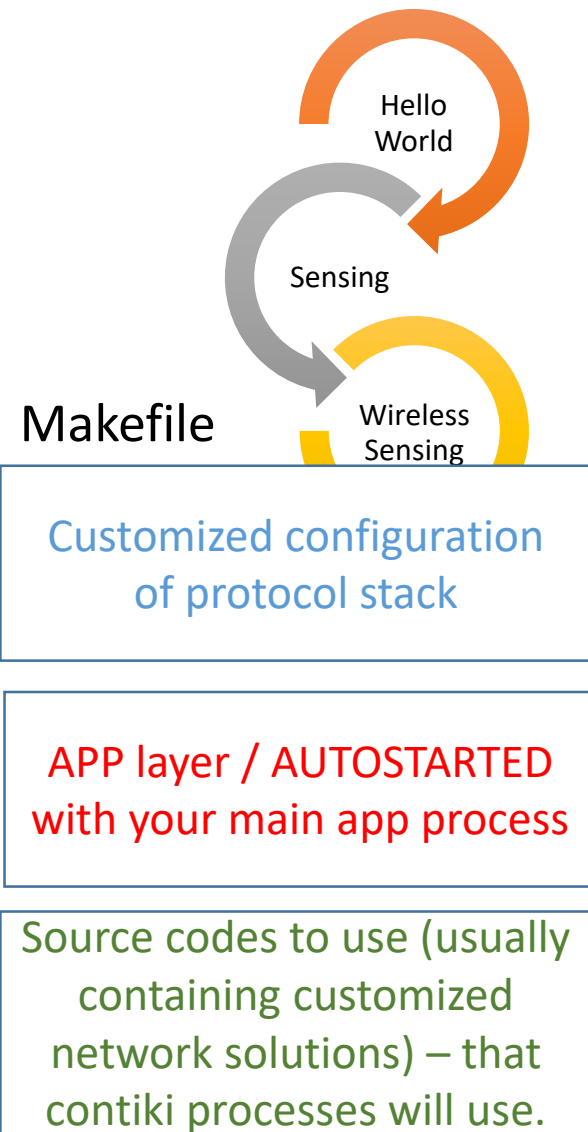 Hello
World
Sensing
Makefile
Wireless
Sensing
Customized configuration
of protocol stack
APP layer / AUTOSTARTED
with your main app process
Source codes to use (usually
containing customized
network solutions) – that
contiki processes will use.